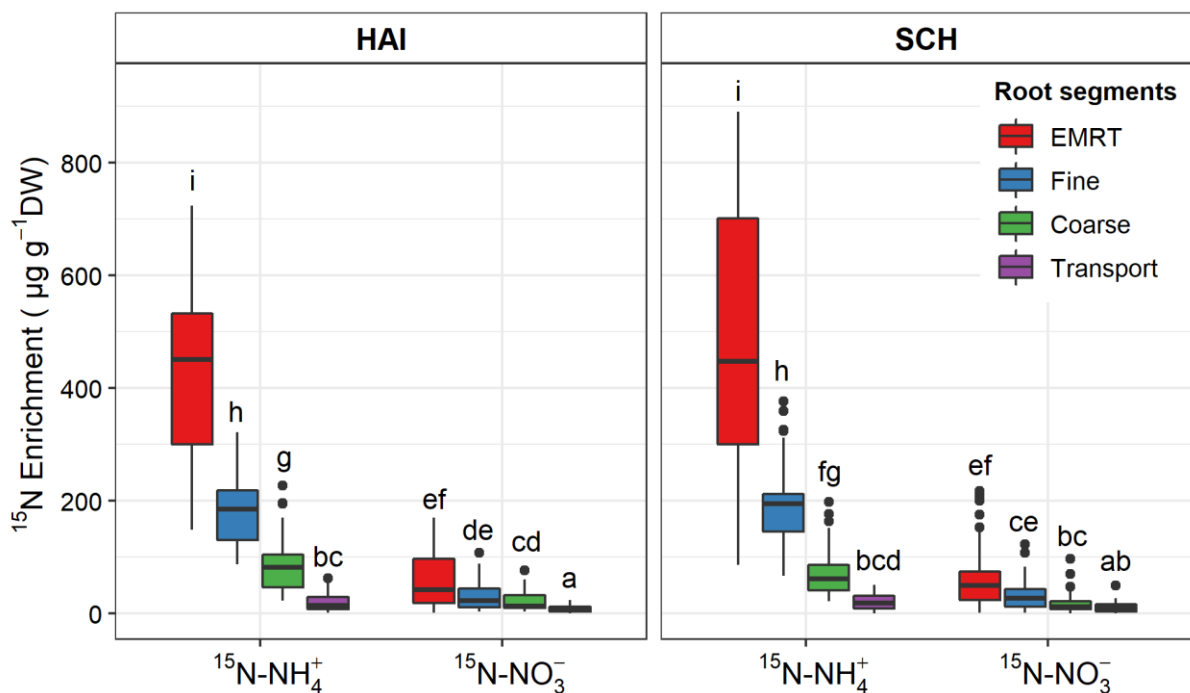 HAI
SCH
¹⁵N Enrichment ( µg g⁻¹DW)
800
600
400
200
0
i
h
g
bc
ef
de
cd
a
i
h
fg
bcd
ef
ce
bc
ab
Root segments
EMRT
Fine
Coarse
Transport
¹⁵N-NH₄⁺
¹⁵N-NO₃⁻
¹⁵N-NH₄⁺
¹⁵N-NO₃⁻